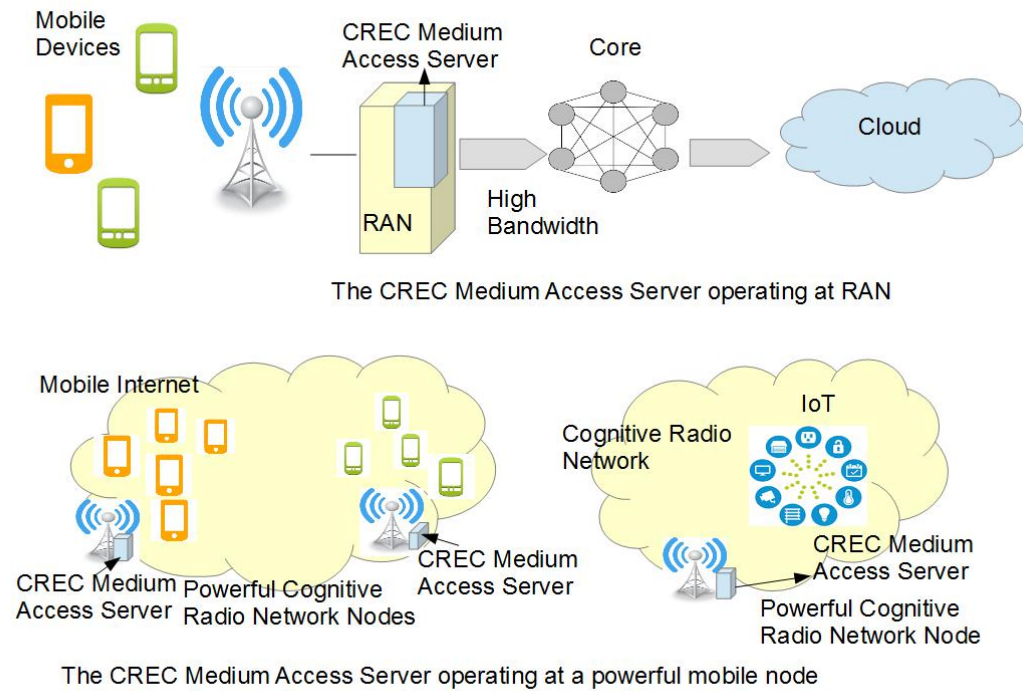 Mobile
Devices
CREC Medium
Access Server
Core
Cloud
RAN
High
Bandwidth
The CREC Medium Access Server operating at RAN
Mobile Internet
CREC Medium
Access Server
Powerful Cognitive
Radio Network Nodes
CREC Medium
Access Server
IoT
Cognitive Radio
Network
CREC Medium
Access Server
Powerful Cognitive
Radio Network Node
The CREC Medium Access Server operating at a powerful mobile node